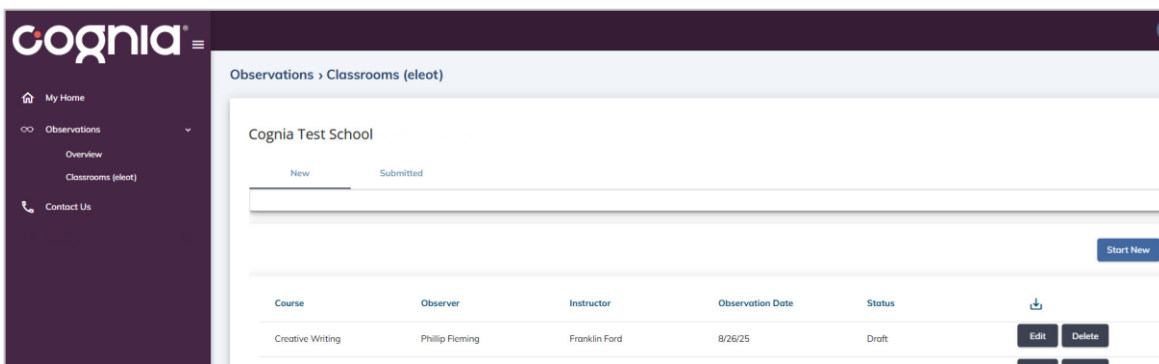 cognia
Observations › Classrooms (eleot)
My Home
Observations
Overview
Classrooms (eleot)
Contact Us
Cognia Test School
New Submitted
Start New
Course Observer Instructor Observation Date Status
Creative Writing Phillip Fleming Franklin Ford 8/26/25 Draft Edit Delete